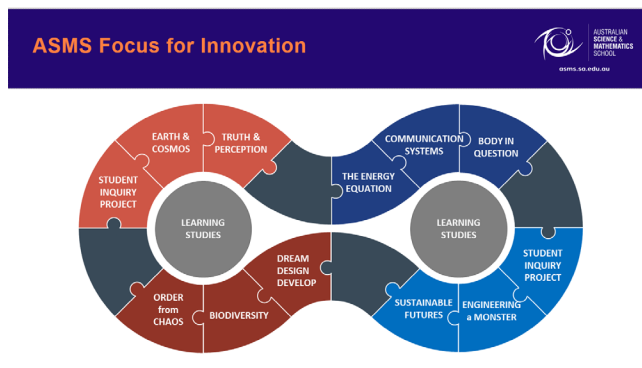 ASMS Focus for Innovation
AUSTRALIAN
SCIENCE &
MATHEMATICS
SCHOOL
asms.sa.edu.au
EARTH &
COSMOS
TRUTH &
PERCEPTION
STUDENT
INQUIRY
PROJECT
LEARNING
STUDIES
ORDER
from
CHAOS
BIODIVERSITY
DREAM
DESIGN
DEVELOP
COMMUNICATION
SYSTEMS
BODY IN
QUESTION
THE ENERGY
EQUATION
LEARNING
STUDIES
STUDENT
INQUIRY
PROJECT
SUSTAINABLE
FUTURES
ENGINEERING
a MONSTER